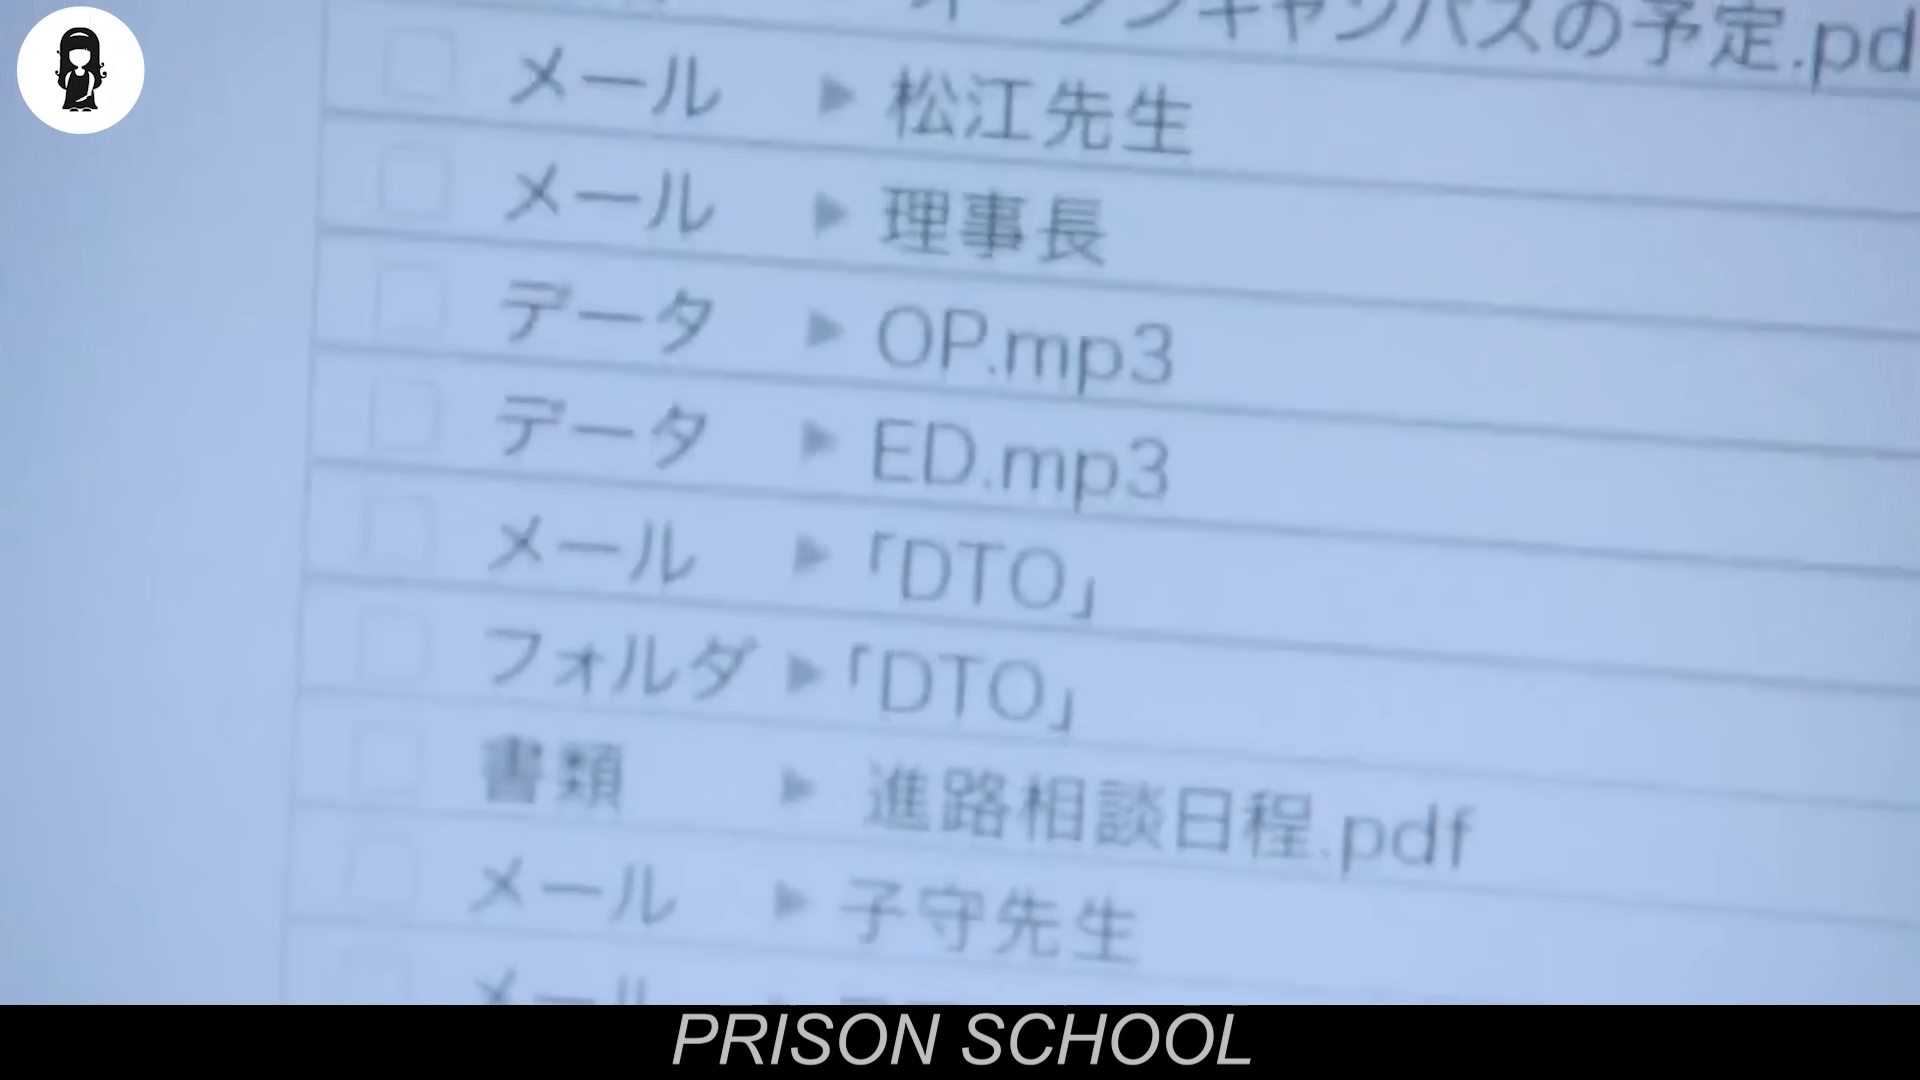 オープンキャンパスの予定.pd
メール ▶ 松江先生
メール ▶ 理事長
データ ▶ OP.mp3
データ ▶ ED.mp3
メール ▶ 「DTO」
フォルダ ▶ 「DTO」
書類 ▶ 進路相談日程.pdf
メール ▶ 子守先生
メール
PRISON SCHOOL